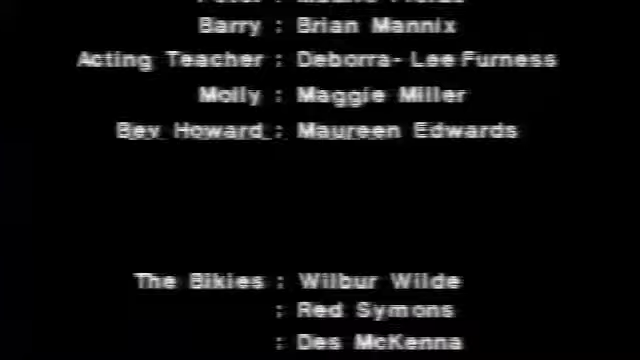 Barry : Brian Mannix
Acting Teacher : Deborra-Lee Furness
Molly : Maggie Miller
Bev Howard : Maureen Edwards
The Bikies : Wilbur Wilde
: Red Symons
: Des McKenna